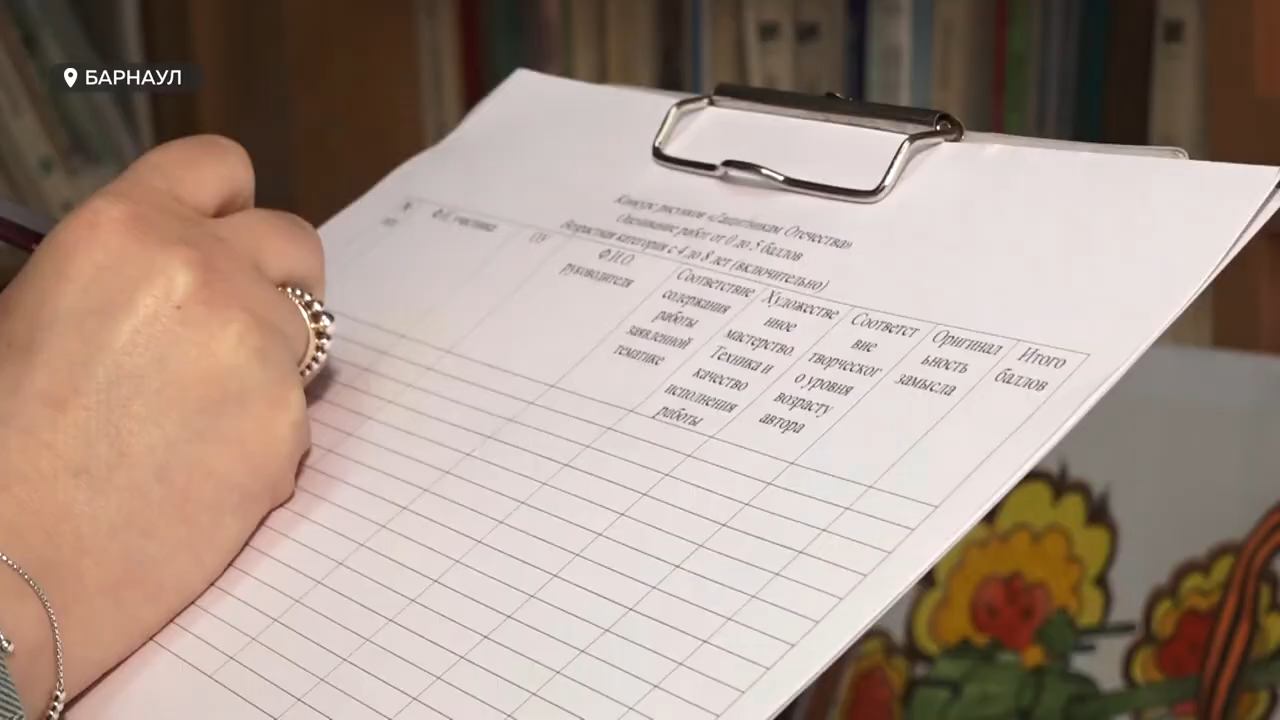 БАРНАУЛ
Конкурс рисунков «Защитникам Отечества»
Оценивание работ от 0 до 5 баллов
Возрастная категория с 4 до 8 лет (включительно)
№
п/п
Ф.И. участника
ОУ
Ф.И.О
руководителя
Соответствие
содержания
работы
заявленной
тематике
Художестве
нное
мастерство.
Техника и
качество
исполнения
работы
Соответст
вие
творческог
о уровня
возрасту
автора
Оригинал
ьность
замысла
Итого
баллов